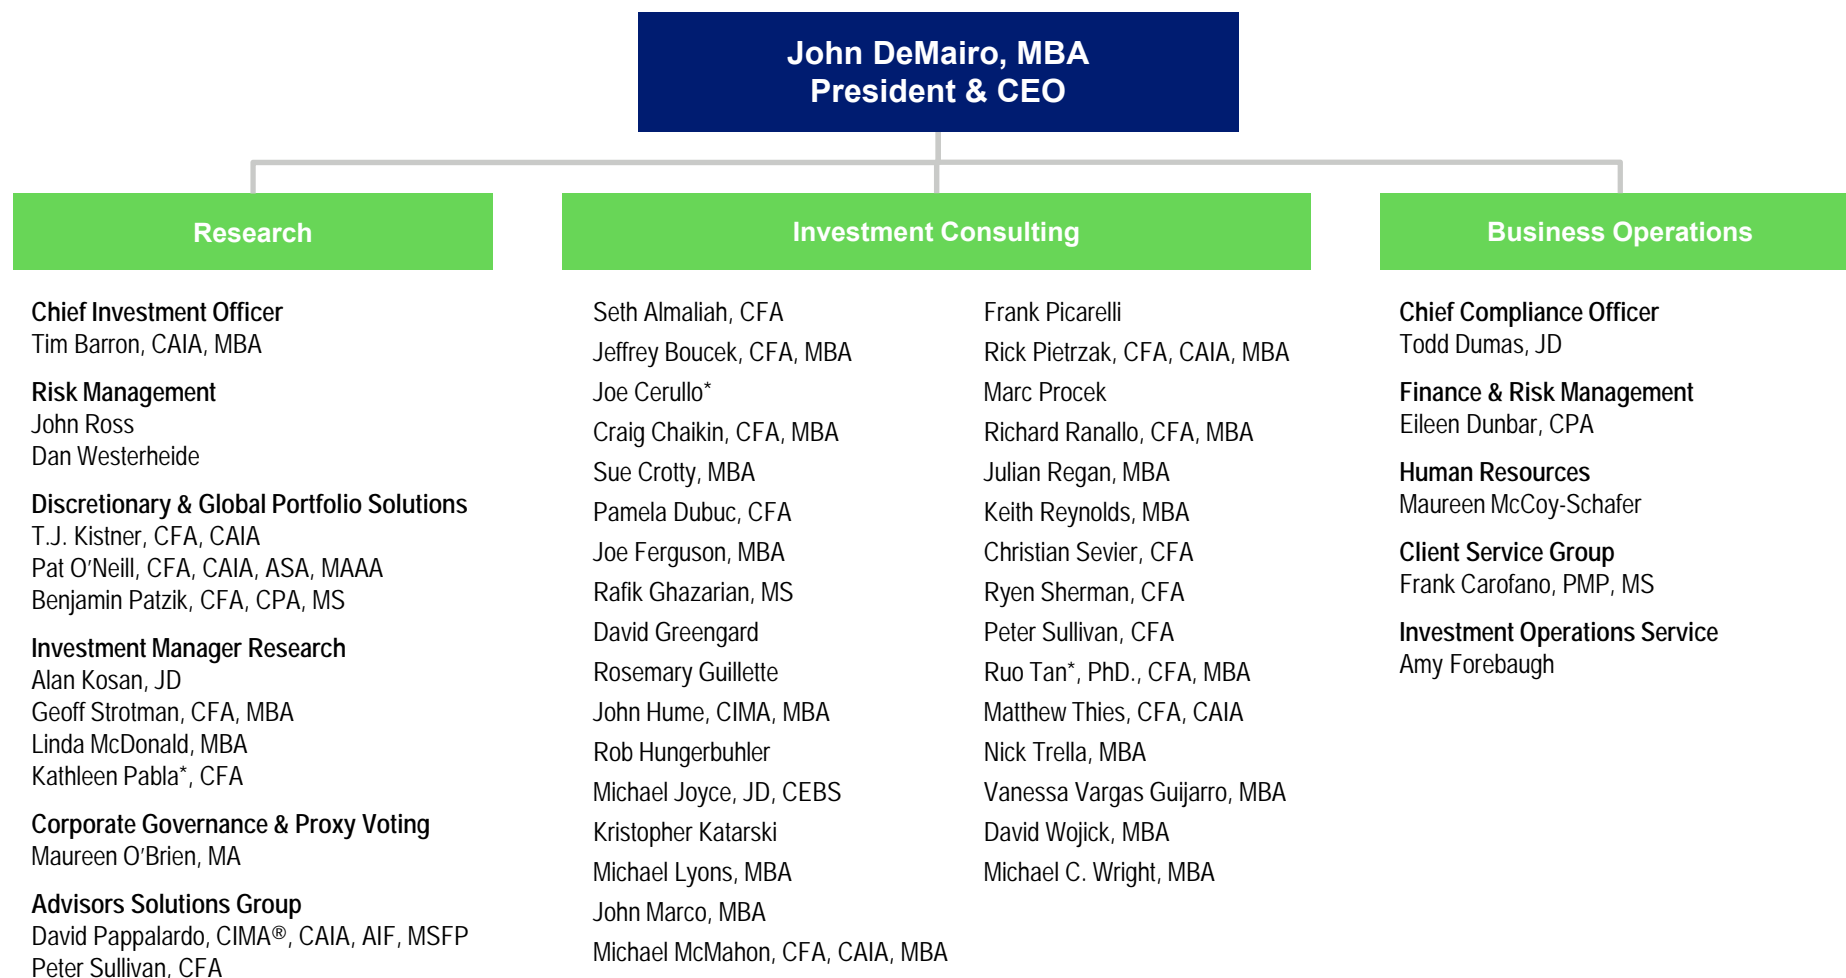 John DeMairo, MBA
President & CEO
Research
Chief Investment Officer
Tim Barron, CAIA, MBA
Risk Management
John Ross
Dan Westerheide
Discretionary & Global Portfolio Solutions
T.J. Kistner, CFA, CAIA
Pat O’Neill, CFA, CAIA, ASA, MAAA
Benjamin Patzik, CFA, CPA, MS
Investment Manager Research
Alan Kosan, JD
Geoff Strotman, CFA, MBA
Linda McDonald, MBA
Kathleen Pabla*, CFA
Corporate Governance & Proxy Voting
Maureen O’Brien, MA
Advisors Solutions Group
David Pappalardo, CIMA®, CAIA, AIF, MSFP
Peter Sullivan, CFA
Investment Consulting
Seth Almaliah, CFA
Jeffrey Boucek, CFA, MBA
Joe Cerullo*
Craig Chaikin, CFA, MBA
Sue Crotty, MBA
Pamela Dubuc, CFA
Joe Ferguson, MBA
Rafik Ghazarian, MS
David Greengard
Rosemary Guillette
John Hume, CIMA, MBA
Rob Hungerbuhler
Michael Joyce, JD, CEBS
Kristopher Katarski
Michael Lyons, MBA
John Marco, MBA
Michael McMahon, CFA, CAIA, MBA
Frank Picarelli
Rick Pietrzak, CFA, CAIA, MBA
Marc Procek
Richard Ranallo, CFA, MBA
Julian Regan, MBA
Keith Reynolds, MBA
Christian Sevier, CFA
Ryen Sherman, CFA
Peter Sullivan, CFA
Ruo Tan*, PhD., CFA, MBA
Matthew Thies, CFA, CAIA
Nick Trella, MBA
Vanessa Vargas Guijarro, MBA
David Wojick, MBA
Michael C. Wright, MBA
Business Operations
Chief Compliance Officer
Todd Dumas, JD
Finance & Risk Management
Eileen Dunbar, CPA
Human Resources
Maureen McCoy-Schafer
Client Service Group
Frank Carofano, PMP, MS
Investment Operations Service
Amy Forebaugh